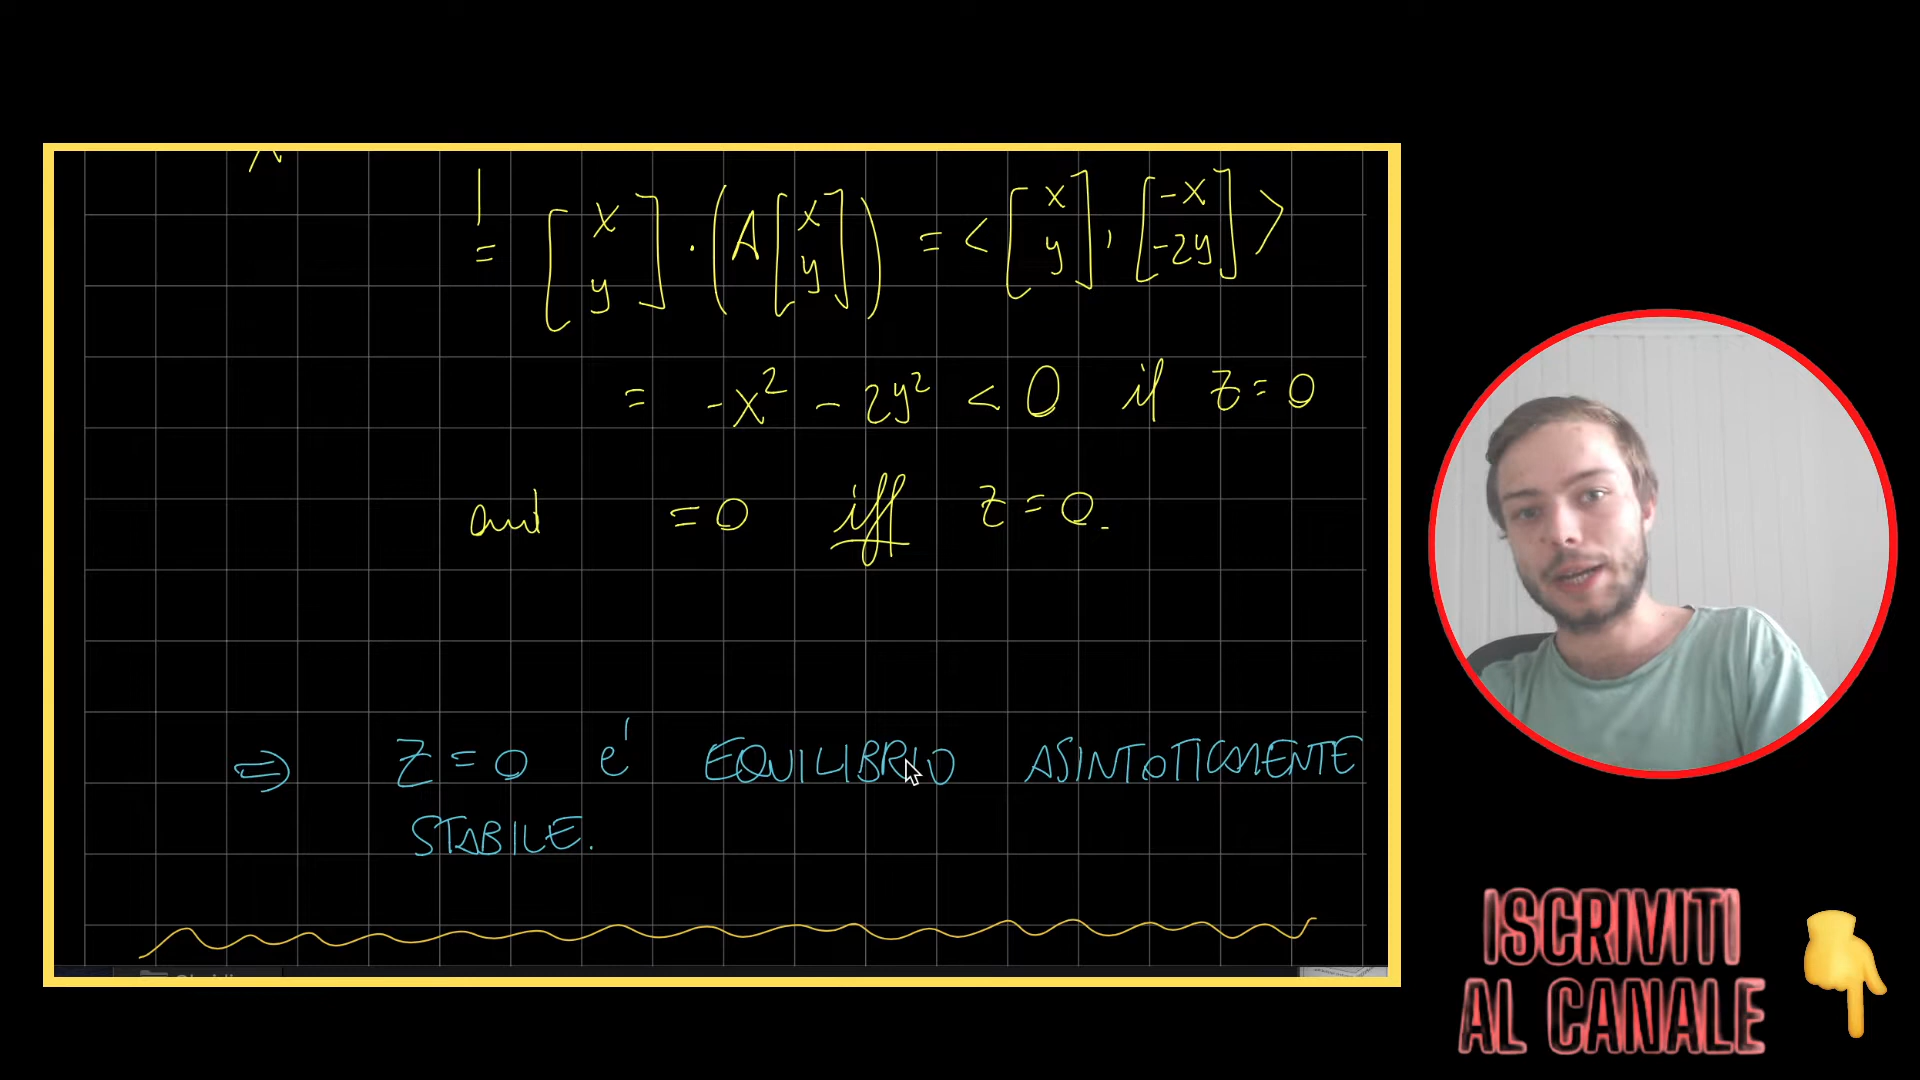 = [x y] · (A [x y]) = < [x y] , [-x -2y] >
= -x² - 2y² < 0 if z = 0
and = 0 iff z = 0.
⇒ z = 0 e' EQUILIBRIO ASINTOTICAMENTE
STABILE.
ISCRIVITI
AL CANALE